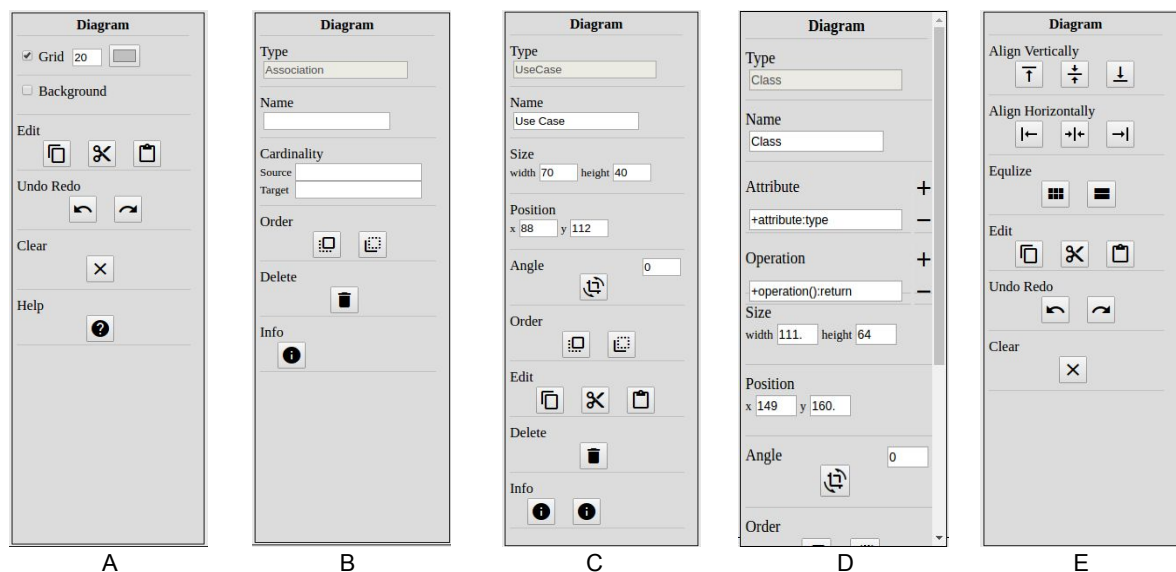 Diagram
Grid 20
Background
Edit
Undo Redo
Clear
Help
A
Diagram
Type
Association
Name
Cardinality
Source
Target
Order
Delete
Info
B
Diagram
Type
UseCase
Name
Use Case
Size
width 70 height 40
Position
x 88 y 112
Angle 0
Order
Edit
Delete
Info
C
Diagram
Type
Class
Name
Class
Attribute +
+attribute:type −
Operation +
+operation():return −
Size
width 111. height 64
Position
x 149 y 160.
Angle 0
Order
D
Diagram
Align Vertically
Align Horizontally
Equlize
Edit
Undo Redo
Clear
E